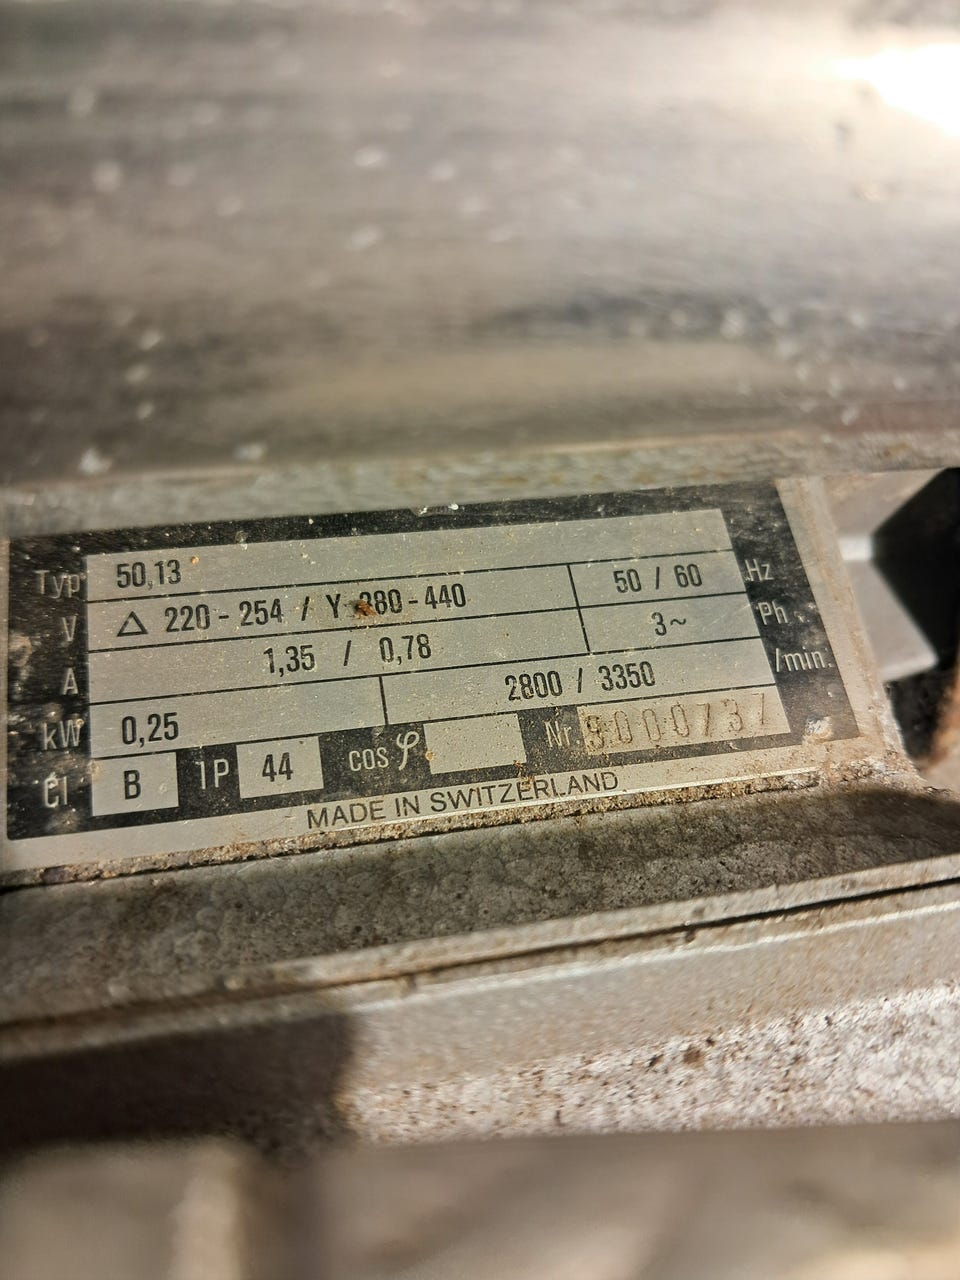 Typ 50,13
V △ 220 - 254 / Y 380 - 440 50 / 60 Hz
A 1,35 / 0,78 3~ Ph
kW 0,25 2800 / 3350 /min.
Cl B IP 44 cos φ Nr. 9000737
MADE IN SWITZERLAND